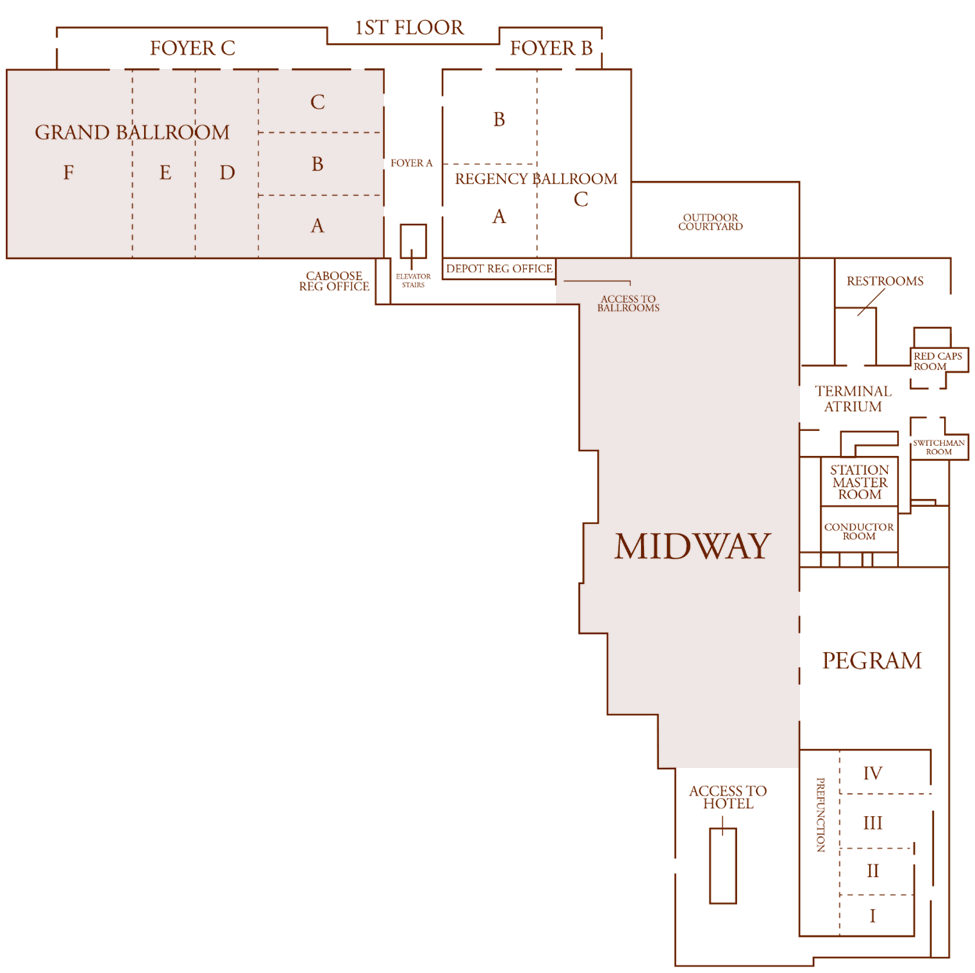 1ST FLOOR
FOYER C
FOYER B
GRAND BALLROOM
F
E
D
C
B
A
FOYER A
B
REGENCY BALLROOM
C
A
OUTDOOR
COURTYARD
CABOOSE
REG OFFICE
ELEVATOR
STAIRS
DEPOT REG OFFICE
ACCESS TO
BALLROOMS
RESTROOMS
RED CAPS
ROOM
TERMINAL
ATRIUM
SWITCHMAN
ROOM
STATION
MASTER
ROOM
CONDUCTOR
ROOM
MIDWAY
PEGRAM
ACCESS TO
HOTEL
PREFUNCTION
IV
III
II
I